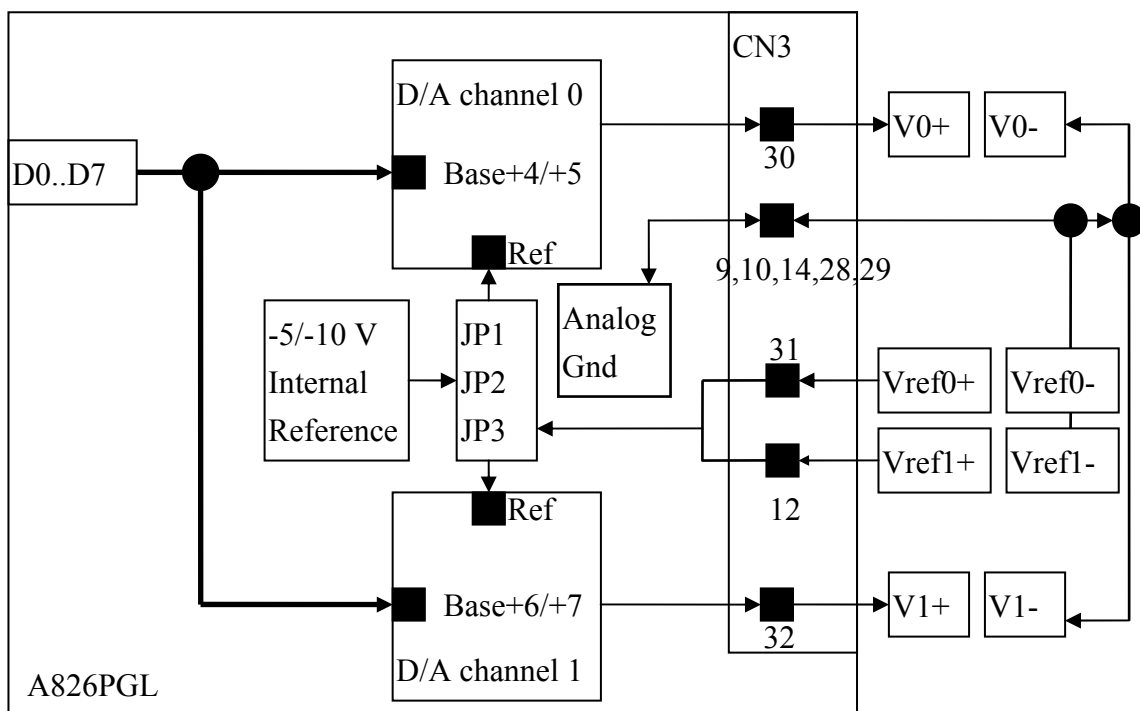 CN3
D/A channel 0
V0+
V0-
D0..D7
Base+4/+5
30
Ref
9,10,14,28,29
-5/-10 V
Internal
Reference
JP1
JP2
JP3
Analog
Gnd
31
Vref0+
Vref0-
Vref1+
Vref1-
12
Ref
Base+6/+7
V1+
V1-
32
D/A channel 1
A826PGL